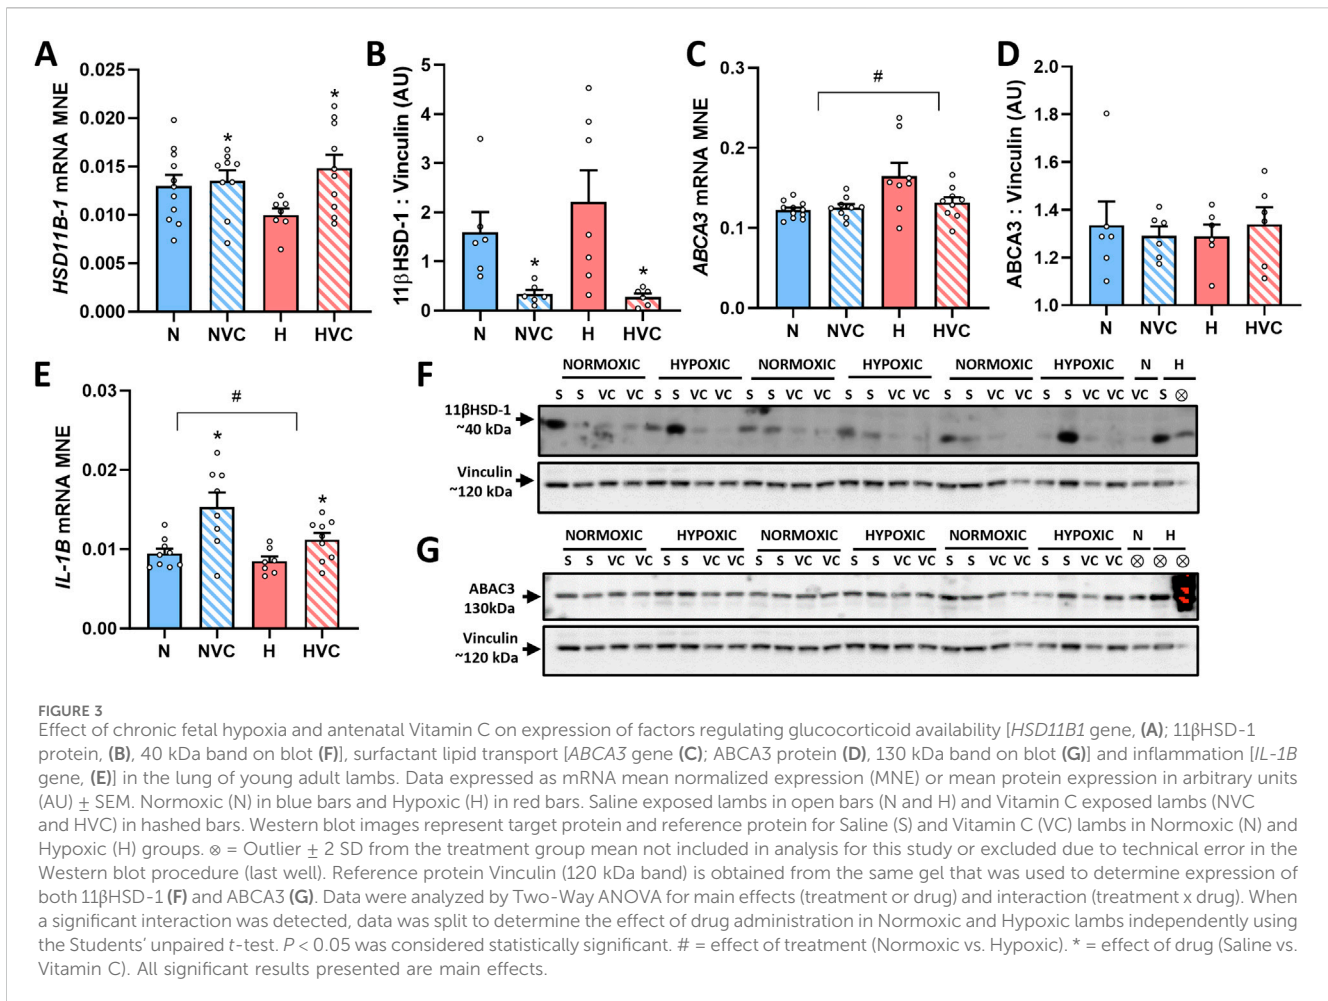 A
HSD11B-1 mRNA MNE
0.025
0.020
0.015
0.010
0.005
0.000
*
*
N NVC H HVC
B
11βHSD-1 : Vinculin (AU)
5
4
3
2
1
0
*
*
N NVC H HVC
C
ABCA3 mRNA MNE
0.3
0.2
0.1
0.0
#
N NVC H HVC
D
ABCA3 : Vinculin (AU)
2.0
1.8
1.6
1.4
1.2
1.0
N NVC H HVC
E
IL-1B mRNA MNE
0.03
0.02
0.01
0.00
#
*
*
N NVC H HVC
F
NORMOXIC HYPOXIC NORMOXIC HYPOXIC NORMOXIC HYPOXIC N H
S S VC VC S S VC VC S S VC VC S S VC VC S S VC VC S S VC VC VC S ⊗
11βHSD-1
~40 kDa
Vinculin
~120 kDa
G
NORMOXIC HYPOXIC NORMOXIC HYPOXIC NORMOXIC HYPOXIC N H
S S VC VC S S VC VC S S VC VC S S VC VC S S VC VC S S VC VC ⊗ ⊗ ⊗
ABAC3
130kDa
Vinculin
~120 kDa
FIGURE 3
Effect of chronic fetal hypoxia and antenatal Vitamin C on expression of factors regulating glucocorticoid availability [HSD11B1 gene, (A); 11βHSD-1
protein, (B), 40 kDa band on blot (F)], surfactant lipid transport [ABCA3 gene (C); ABCA3 protein (D), 130 kDa band on blot (G)] and inflammation [IL-1B
gene, (E)] in the lung of young adult lambs. Data expressed as mRNA mean normalized expression (MNE) or mean protein expression in arbitrary units
(AU) ± SEM. Normoxic (N) in blue bars and Hypoxic (H) in red bars. Saline exposed lambs in open bars (N and H) and Vitamin C exposed lambs (NVC
and HVC) in hashed bars. Western blot images represent target protein and reference protein for Saline (S) and Vitamin C (VC) lambs in Normoxic (N) and
Hypoxic (H) groups. ⊗ = Outlier ± 2 SD from the treatment group mean not included in analysis for this study or excluded due to technical error in the
Western blot procedure (last well). Reference protein Vinculin (120 kDa band) is obtained from the same gel that was used to determine expression of
both 11βHSD-1 (F) and ABCA3 (G). Data were analyzed by Two-Way ANOVA for main effects (treatment or drug) and interaction (treatment x drug). When
a significant interaction was detected, data was split to determine the effect of drug administration in Normoxic and Hypoxic lambs independently using
the Students' unpaired t-test. P < 0.05 was considered statistically significant. # = effect of treatment (Normoxic vs. Hypoxic). * = effect of drug (Saline vs.
Vitamin C). All significant results presented are main effects.